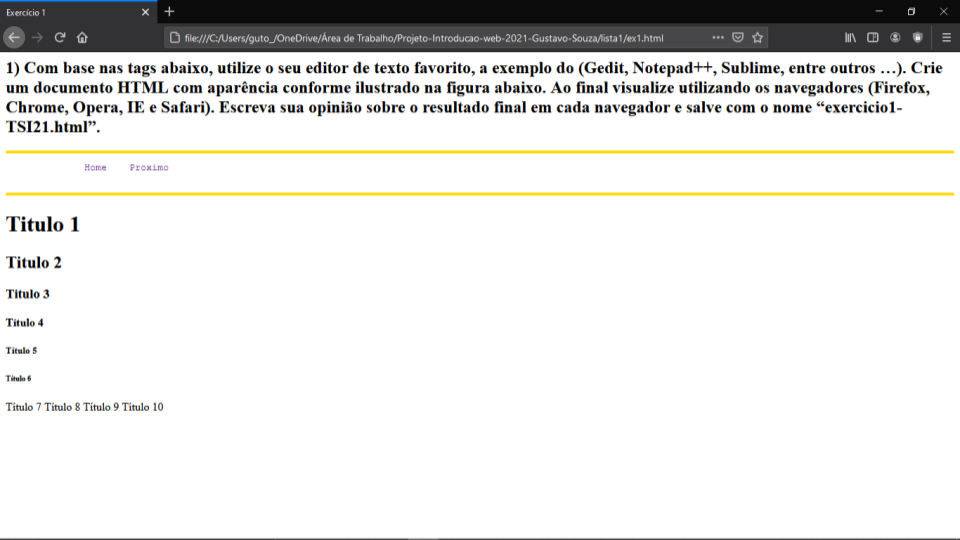 Exercício 1
file:///C:/Users/guto_/OneDrive/Área de Trabalho/Projeto-Introducao-web-2021-Gustavo-Souza/lista1/ex1.html
1) Com base nas tags abaixo, utilize o seu editor de texto favorito, a exemplo do (Gedit, Notepad++, Sublime, entre outros …). Crie
um documento HTML com aparência conforme ilustrado na figura abaixo. Ao final visualize utilizando os navegadores (Firefox,
Chrome, Opera, IE e Safari). Escreva sua opinião sobre o resultado final em cada navegador e salve com o nome “exercicio1-
TSI21.html”.
Home Proximo
Titulo 1
Titulo 2
Titulo 3
Titulo 4
Titulo 5
Titulo 6
Titulo 7 Titulo 8 Titulo 9 Titulo 10